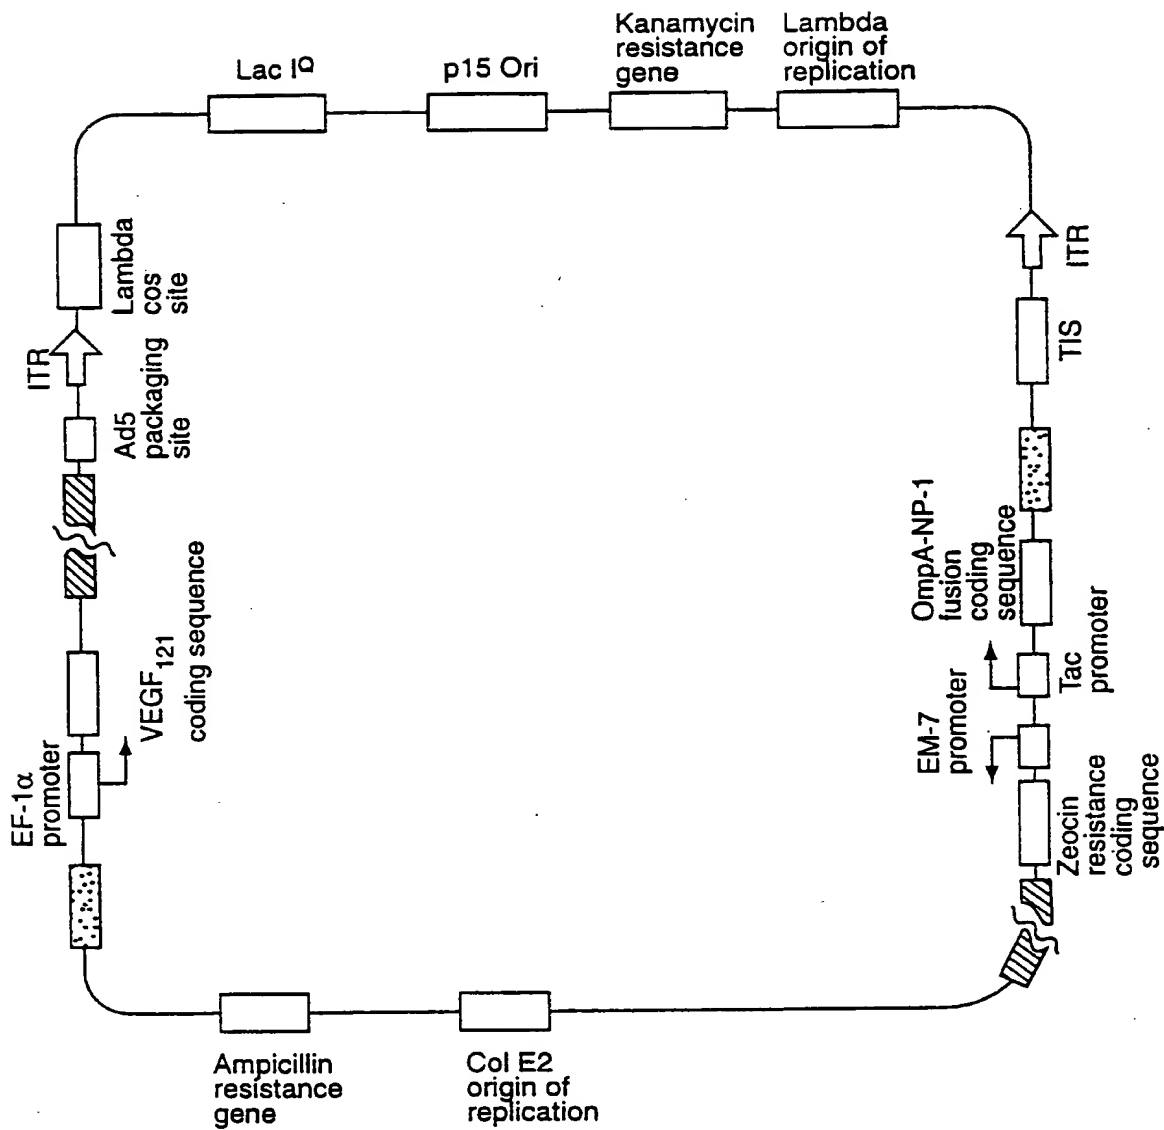 Lac IQ
p15 Ori
Kanamycin
resistance
gene
Lambda
origin of
replication
Lambda
cos
site
ITR
Ad5
packaging
site
VEGF121
coding sequence
EF-1α
promoter
Ampicillin
resistance
gene
Col E2
origin of
replication
ITR
TIS
OmpA-NP-1
fusion
coding
sequence
Tac
promoter
EM-7
promoter
Zeocin
resistance
coding
sequence